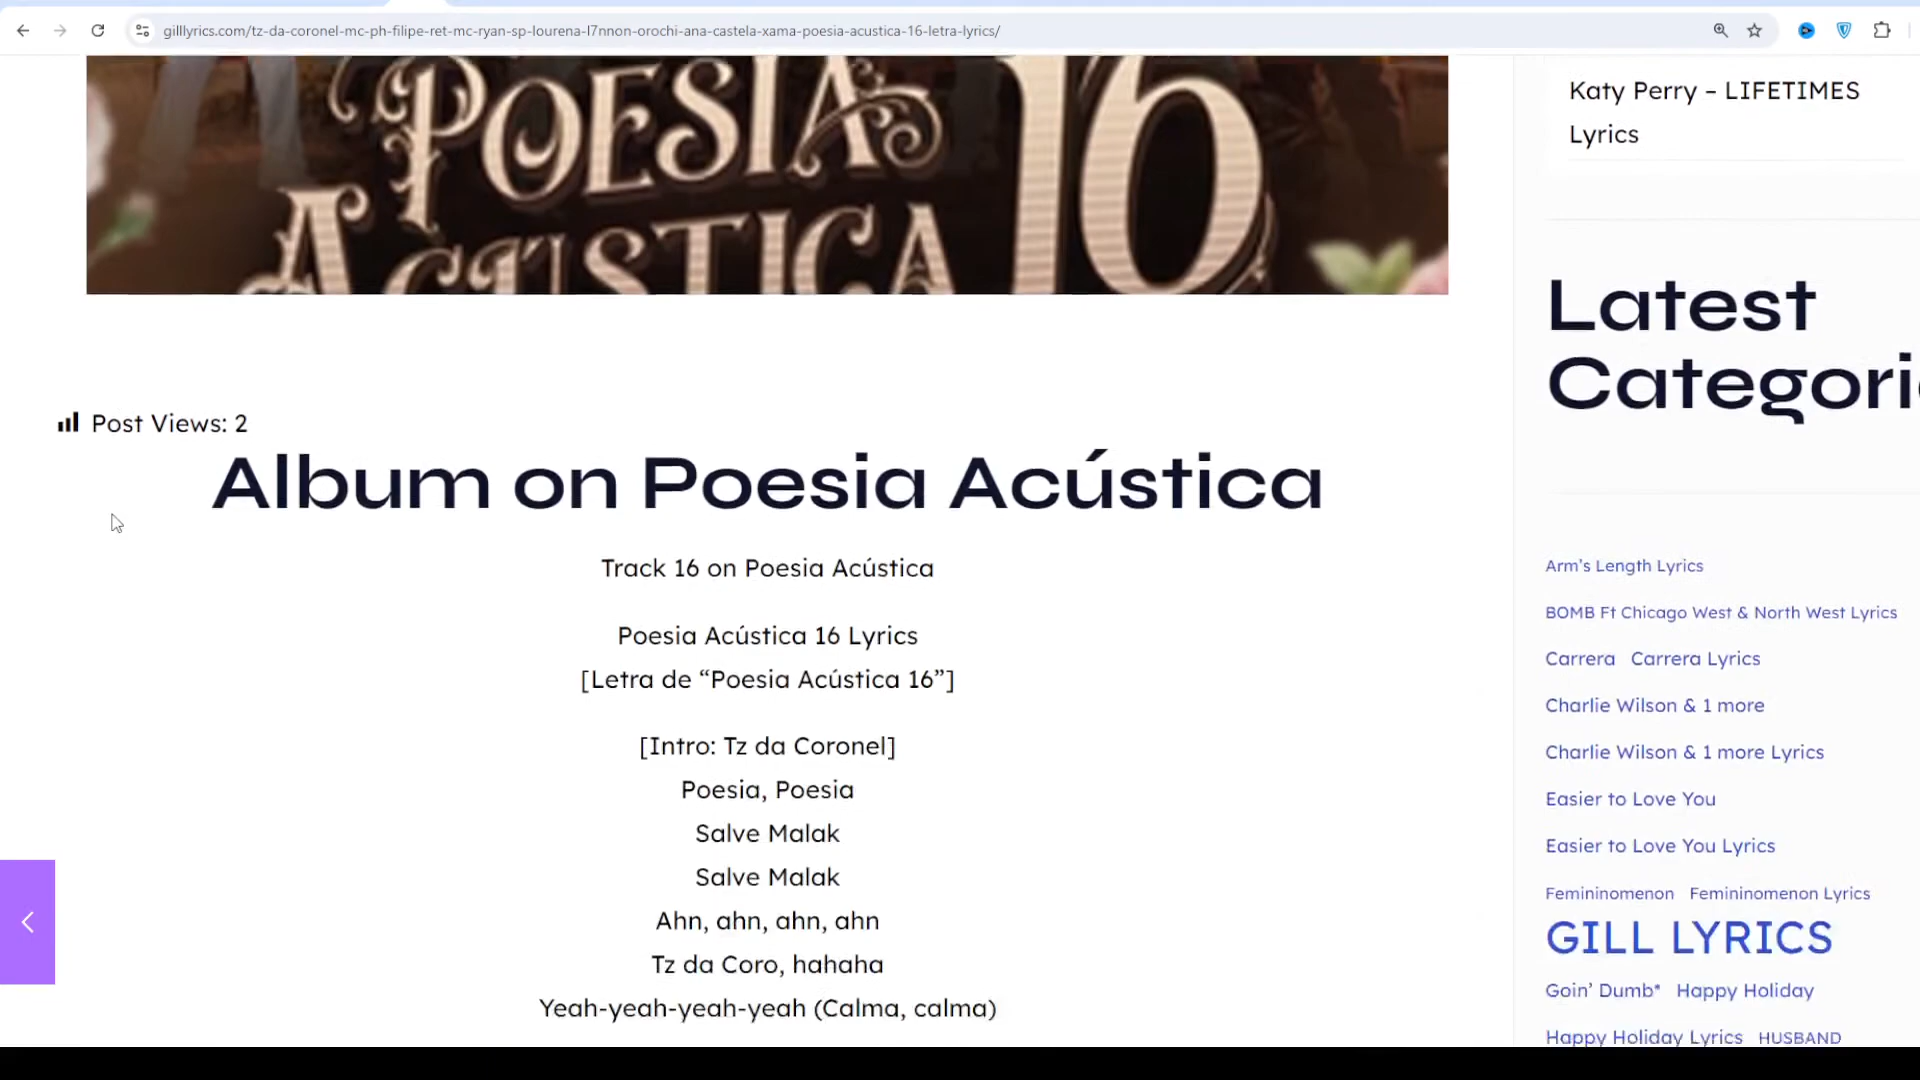 gilllyrics.com/tz-da-coronel-mc-ph-filipe-ret-mc-ryan-sp-lourena-l7nnon-orochi-ana-castela-xama-poesia-acustica-16-letra-lyrics/
POESIA
ACÚSTICA 16
Post Views: 2
Album on Poesia Acústica
Track 16 on Poesia Acústica
Poesia Acústica 16 Lyrics
[Letra de “Poesia Acústica 16”]
[Intro: Tz da Coronel]
Poesia, Poesia
Salve Malak
Salve Malak
Ahn, ahn, ahn, ahn
Tz da Coro, hahaha
Yeah-yeah-yeah-yeah (Calma, calma)
Katy Perry – LIFETIMES
Lyrics
Latest
Categori
Arm’s Length Lyrics
BOMB Ft Chicago West & North West Lyrics
Carrera Carrera Lyrics
Charlie Wilson & 1 more
Charlie Wilson & 1 more Lyrics
Easier to Love You
Easier to Love You Lyrics
Femininomenon Femininomenon Lyrics
GILL LYRICS
Goin’ Dumb* Happy Holiday
Happy Holiday Lyrics HUSBAND